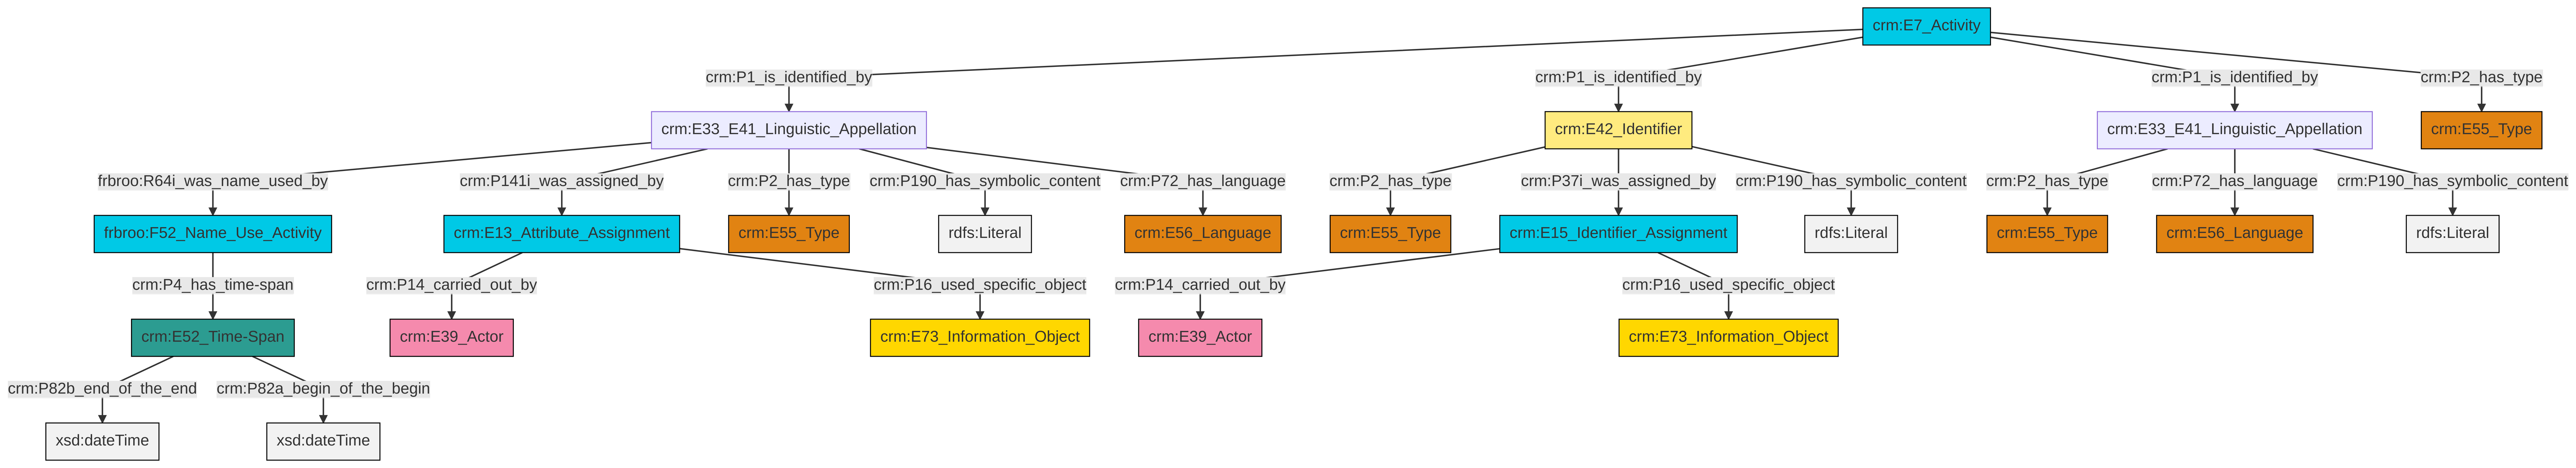 crm:E7_Activity
crm:P1_is_identified_by
crm:P1_is_identified_by
crm:P1_is_identified_by
crm:P2_has_type
crm:E33_E41_Linguistic_Appellation
crm:E42_Identifier
crm:E33_E41_Linguistic_Appellation
crm:E55_Type
frbroo:R64i_was_name_used_by
crm:P141i_was_assigned_by
crm:P2_has_type
crm:P190_has_symbolic_content
crm:P72_has_language
crm:P2_has_type
crm:P37i_was_assigned_by
crm:P190_has_symbolic_content
crm:P2_has_type
crm:P72_has_language
crm:P190_has_symbolic_content
frbroo:F52_Name_Use_Activity
crm:E13_Attribute_Assignment
crm:E55_Type
rdfs:Literal
crm:E56_Language
crm:E55_Type
crm:E15_Identifier_Assignment
rdfs:Literal
crm:E55_Type
crm:E56_Language
rdfs:Literal
crm:P4_has_time-span
crm:P14_carried_out_by
crm:P16_used_specific_object
crm:P14_carried_out_by
crm:P16_used_specific_object
crm:E52_Time-Span
crm:E39_Actor
crm:E73_Information_Object
crm:E39_Actor
crm:E73_Information_Object
crm:P82b_end_of_the_end
crm:P82a_begin_of_the_begin
xsd:dateTime
xsd:dateTime